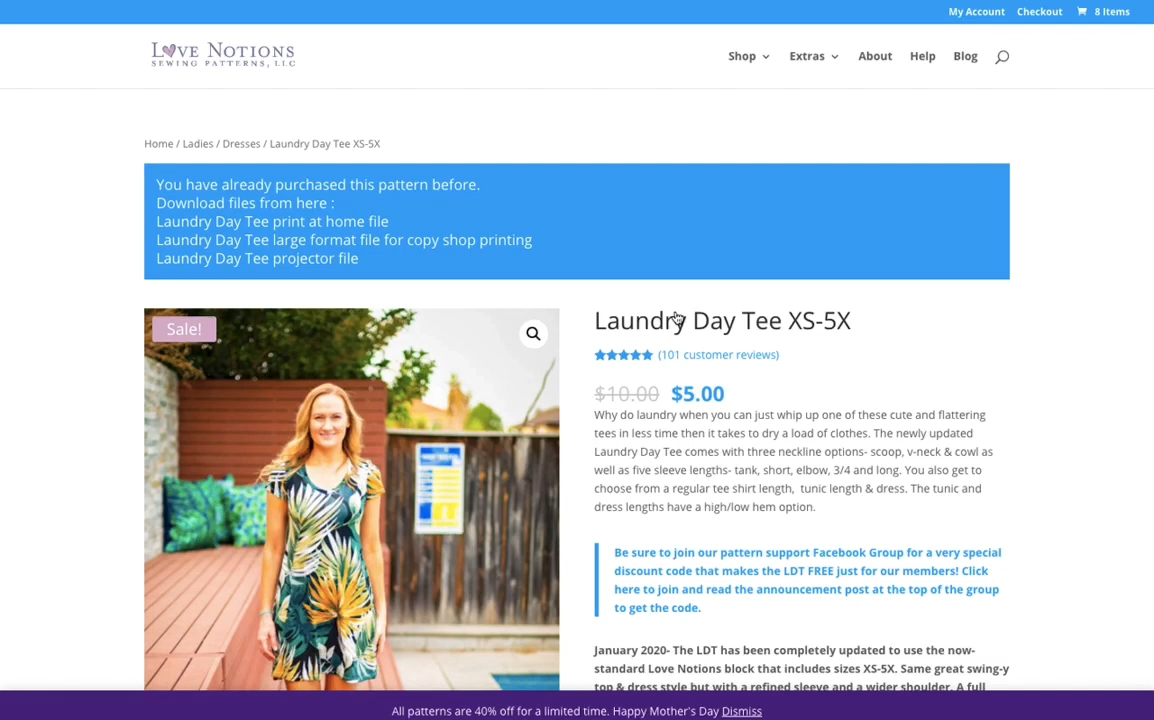 My Account Checkout 8 Items
LOVE NOTIONS
SEWING PATTERNS, LLC
Shop Extras About Help Blog
Home / Ladies / Dresses / Laundry Day Tee XS-5X
You have already purchased this pattern before.
Download files from here :
Laundry Day Tee print at home file
Laundry Day Tee large format file for copy shop printing
Laundry Day Tee projector file
Sale!
Laundry Day Tee XS-5X
(101 customer reviews)
$10.00 $5.00
Why do laundry when you can just whip up one of these cute and flattering
tees in less time then it takes to dry a load of clothes. The newly updated
Laundry Day Tee comes with three neckline options- scoop, v-neck & cowl as
well as five sleeve lengths- tank, short, elbow, 3/4 and long. You also get to
choose from a regular tee shirt length, tunic length & dress. The tunic and
dress lengths have a high/low hem option.
Be sure to join our pattern support Facebook Group for a very special
discount code that makes the LDT FREE just for our members! Click
here to join and read the announcement post at the top of the group
to get the code.
January 2020- The LDT has been completely updated to use the now-
standard Love Notions block that includes sizes XS-5X. Same great swing-y
top & dress style but with a refined sleeve and a wider shoulder. A full
All patterns are 40% off for a limited time. Happy Mother's Day Dismiss